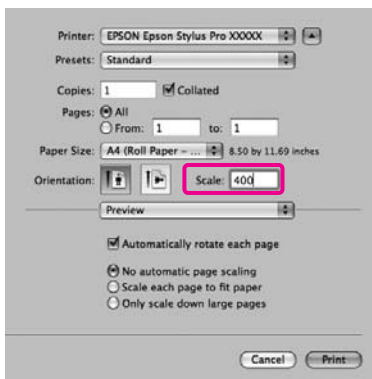 Printer: EPSON Epson Stylus Pro XXXXX
Presets: Standard
Copies: 1 Collated
Pages: All
From: 1 to: 1
Paper Size: A4 (Roll Paper – ... 8.50 by 11.69 inches
Orientation: Scale: 400
Preview
Automatically rotate each page
No automatic page scaling
Scale each page to fit paper
Only scale down large pages
Cancel Print